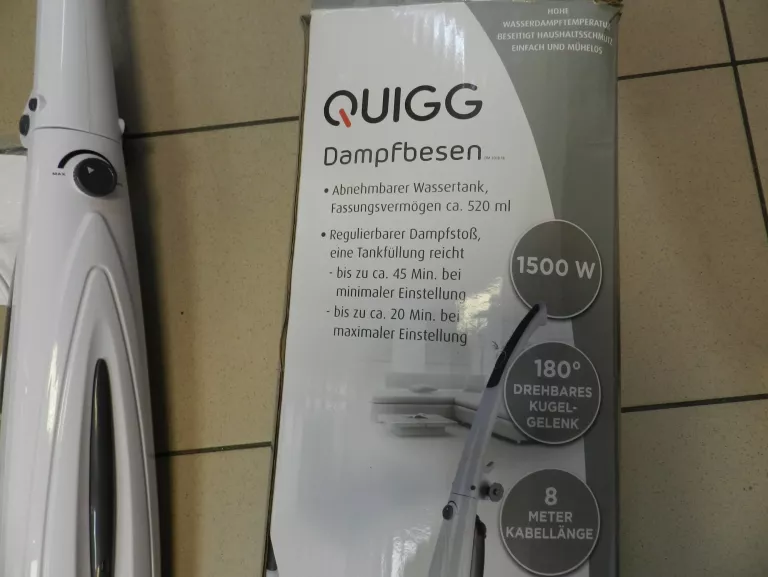 HOHE
WASSERDAMPFTEMPERATUR
BESEITIGT HAUSHALTSSCHMUTZ
EINFACH UND MÜHELOS
QUIGG
Dampfbesen
• Abnehmbarer Wassertank,
Fassungsvermögen ca. 520 ml
• Regulierbarer Dampfstoß,
eine Tankfüllung reicht
- bis zu ca. 45 Min. bei
minimaler Einstellung
- bis zu ca. 20 Min. bei
maximaler Einstellung
1500 W
180°
DREHBARES
KUGEL-
GELENK
8
METER
KABELLÄNGE
MAX